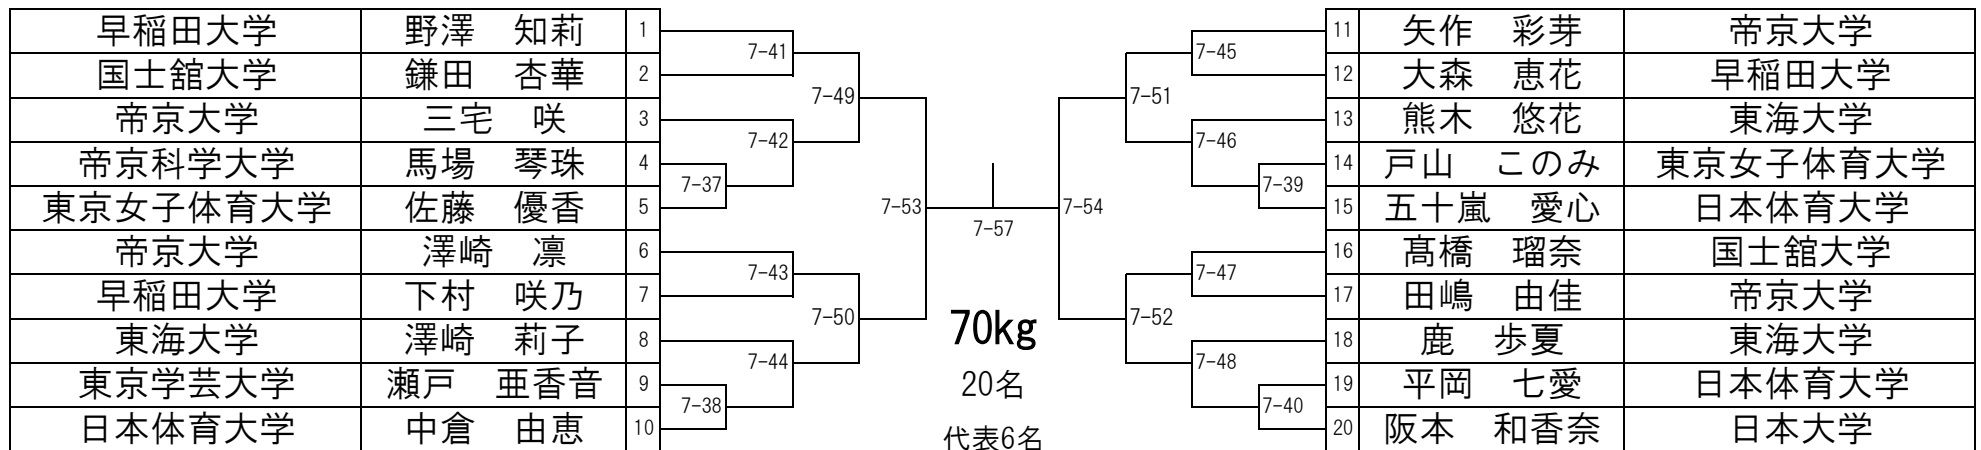 早稲田大学 野澤 知莉 1
国士舘大学 鎌田 杏華 2
帝京大学 三宅 咲 3
帝京科学大学 馬場 琴珠 4
東京女子体育大学 佐藤 優香 5
帝京大学 澤崎 凛 6
早稲田大学 下村 咲乃 7
東海大学 澤崎 莉子 8
東京学芸大学 瀬戸 亜香音 9
日本体育大学 中倉 由恵 10
7-41
7-49
7-42
7-37
7-53
7-43
7-50
7-44
7-38
7-57
70kg
20名
代表6名
7-45
7-51
7-46
7-39
7-54
7-47
7-52
7-48
7-40
11 矢作 彩芽 帝京大学
12 大森 恵花 早稲田大学
13 熊木 悠花 東海大学
14 戸山 このみ 東京女子体育大学
15 五十嵐 愛心 日本体育大学
16 髙橋 瑠奈 国士舘大学
17 田嶋 由佳 帝京大学
18 鹿 歩夏 東海大学
19 平岡 七愛 日本体育大学
20 阪本 和香奈 日本大学